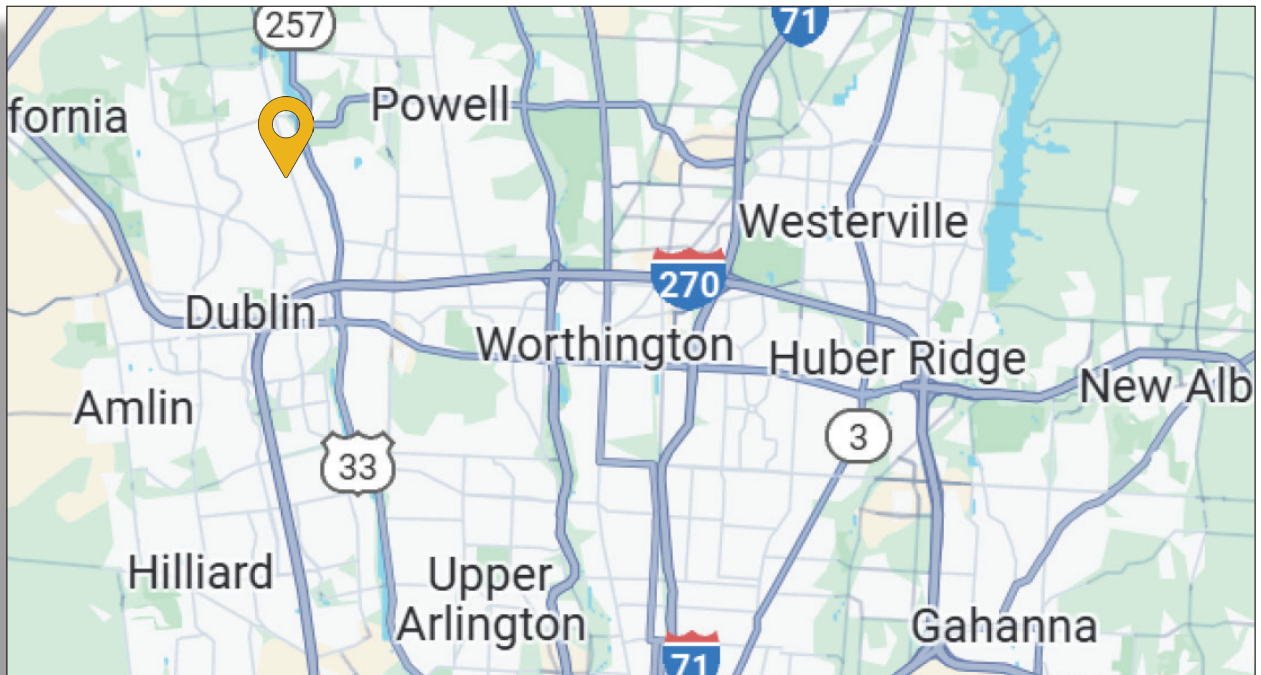 257
71
fornia
Powell
Westerville
270
Dublin
Worthington
Huber Ridge
New Alb
Amlin
3
33
Hilliard
Upper
Arlington
Gahanna
71